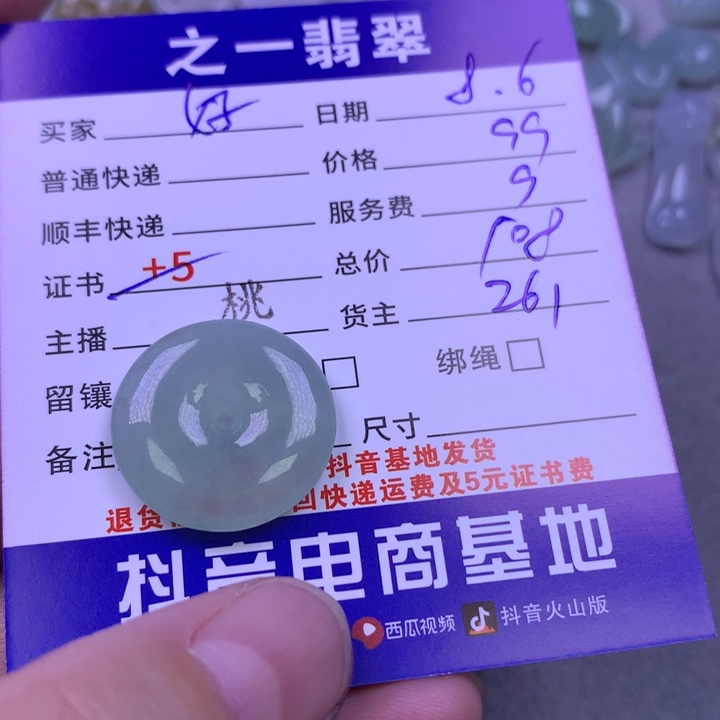 之一翡翠
买家 好 日期 8.6
普通快递 价格 99
顺丰快递 服务费 9
证书 +5 总价 108
主播 桃 货主 261
留镶 绑绳
备注 尺寸
抖音基地发货
退货 回快递运费及5元证书费
抖音电商基地
西瓜视频 抖音火山版